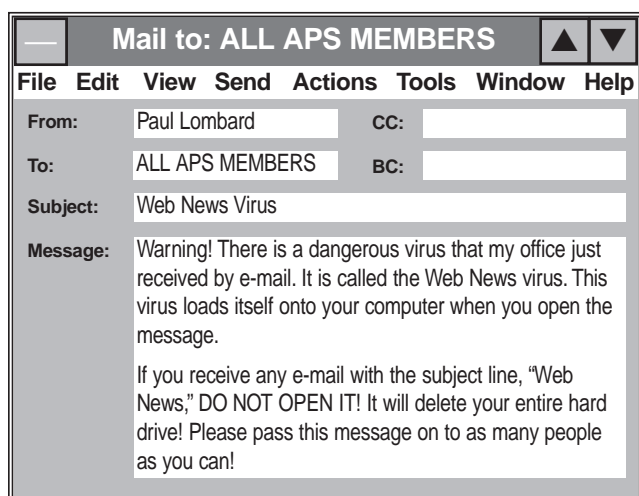 Mail to: ALL APS MEMBERS
File Edit View Send Actions Tools Window Help
From: Paul Lombard CC:
To: ALL APS MEMBERS BC:
Subject: Web News Virus
Message: Warning! There is a dangerous virus that my office just
received by e-mail. It is called the Web News virus. This
virus loads itself onto your computer when you open the
message.
If you receive any e-mail with the subject line, “Web
News,” DO NOT OPEN IT! It will delete your entire hard
drive! Please pass this message on to as many people
as you can!